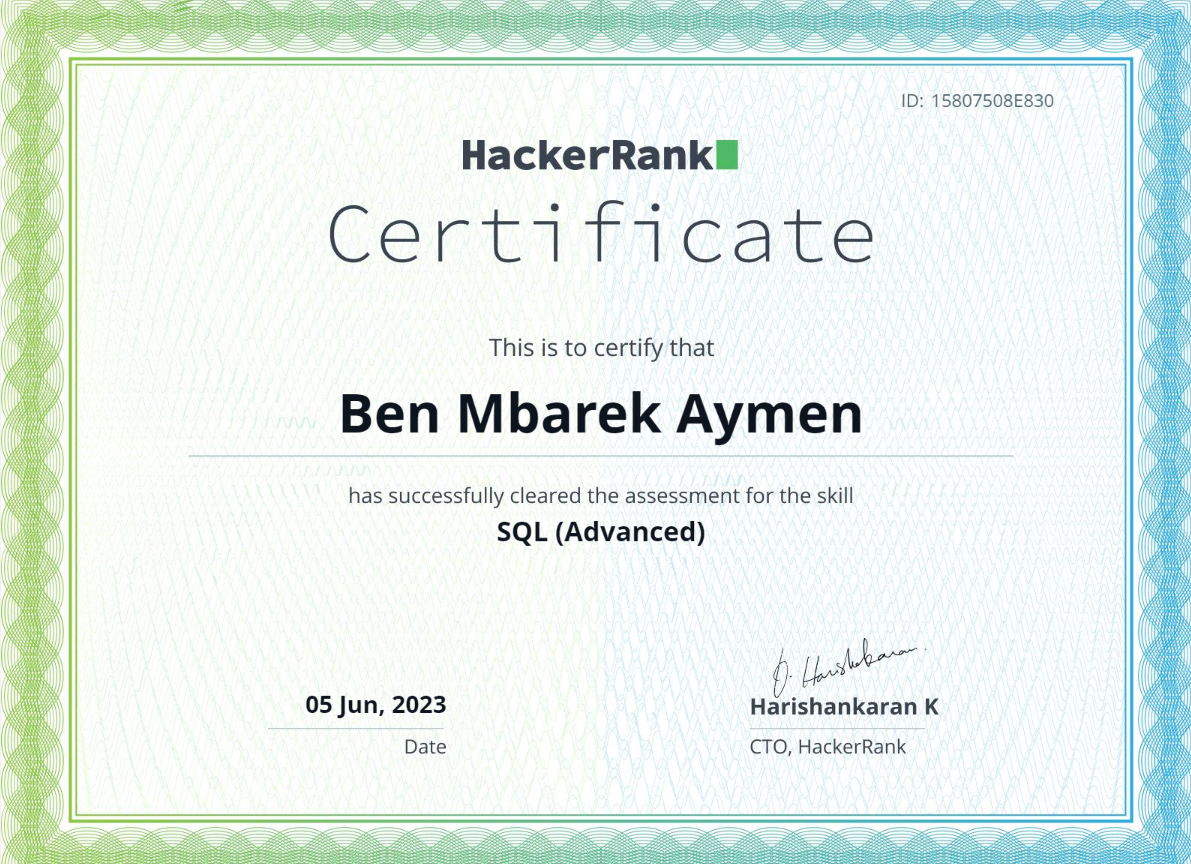 ID: 15807508E830
HackerRank
Certificate
This is to certify that
Ben Mbarek Aymen
has successfully cleared the assessment for the skill
SQL (Advanced)
05 Jun, 2023
Date
Harishankaran K
CTO, HackerRank